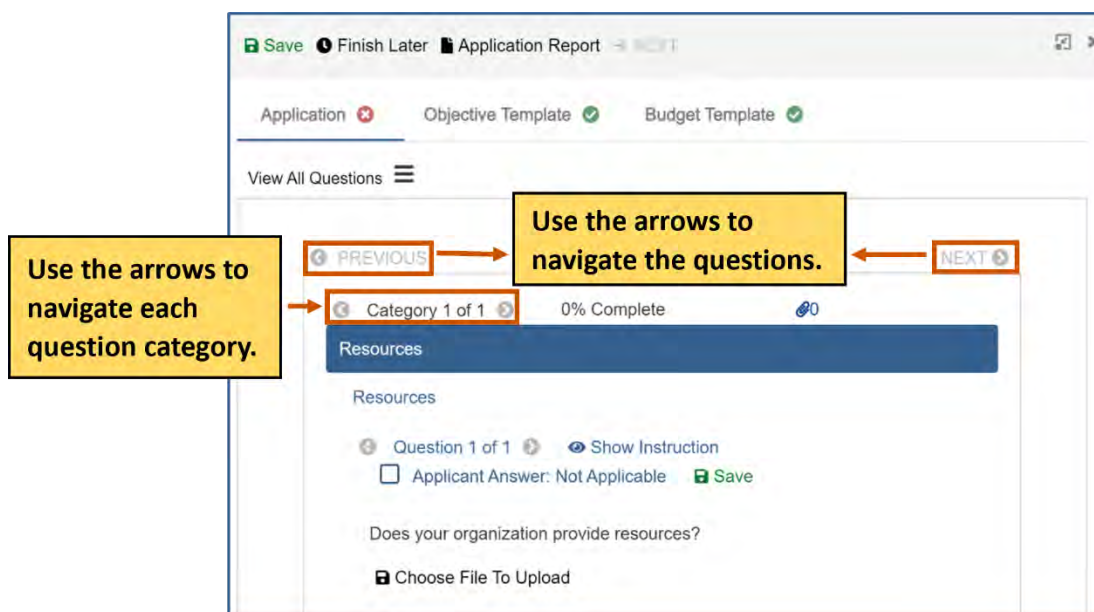 Save Finish Later Application Report NEXT
Application Objective Template Budget Template
View All Questions
Use the arrows to
navigate the questions.
PREVIOUS
NEXT
Use the arrows to
navigate each
question category.
Category 1 of 1 0% Complete 0
Resources
Resources
Question 1 of 1 Show Instruction
Applicant Answer: Not Applicable Save
Does your organization provide resources?
Choose File To Upload